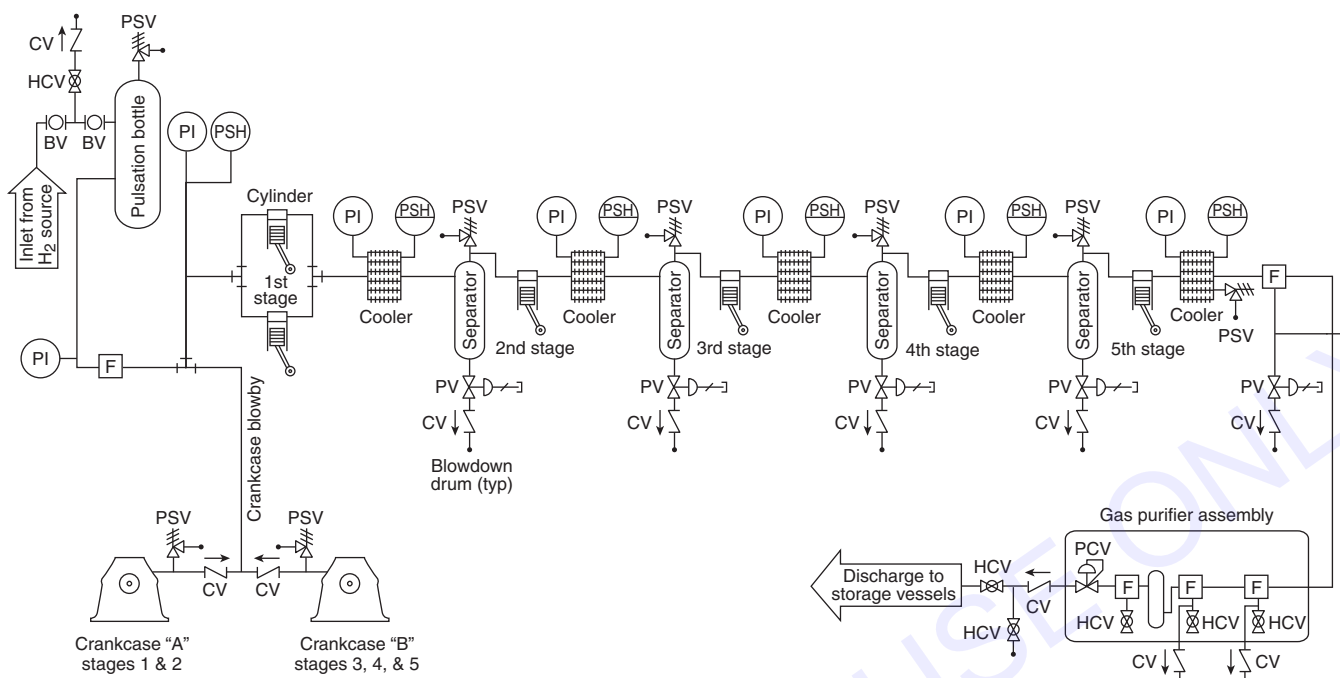 PSV
CV
HCV
BV
BV
Pulsation bottle
Inlet from
H2 source
PI
PSH
Cylinder
1st
stage
PI
F
Crankcase blowby
PI
PSH
Cooler
PSV
Separator
2nd stage
PV
CV
Blowdown
drum (typ)
PI
PSH
Cooler
PSV
Separator
3rd stage
PV
CV
PI
PSH
Cooler
PSV
Separator
4th stage
PV
CV
PI
PSH
Cooler
PSV
Separator
5th stage
PV
CV
PI
PSH
Cooler
PSV
F
PV
CV
PSV
PSV
CV
CV
Crankcase "A"
stages 1 & 2
Crankcase "B"
stages 3, 4, & 5
Gas purifier assembly
Discharge to
storage vessels
HCV
HCV
CV
PCV
F
F
F
HCV
HCV
HCV
CV
CV
USE ONLY